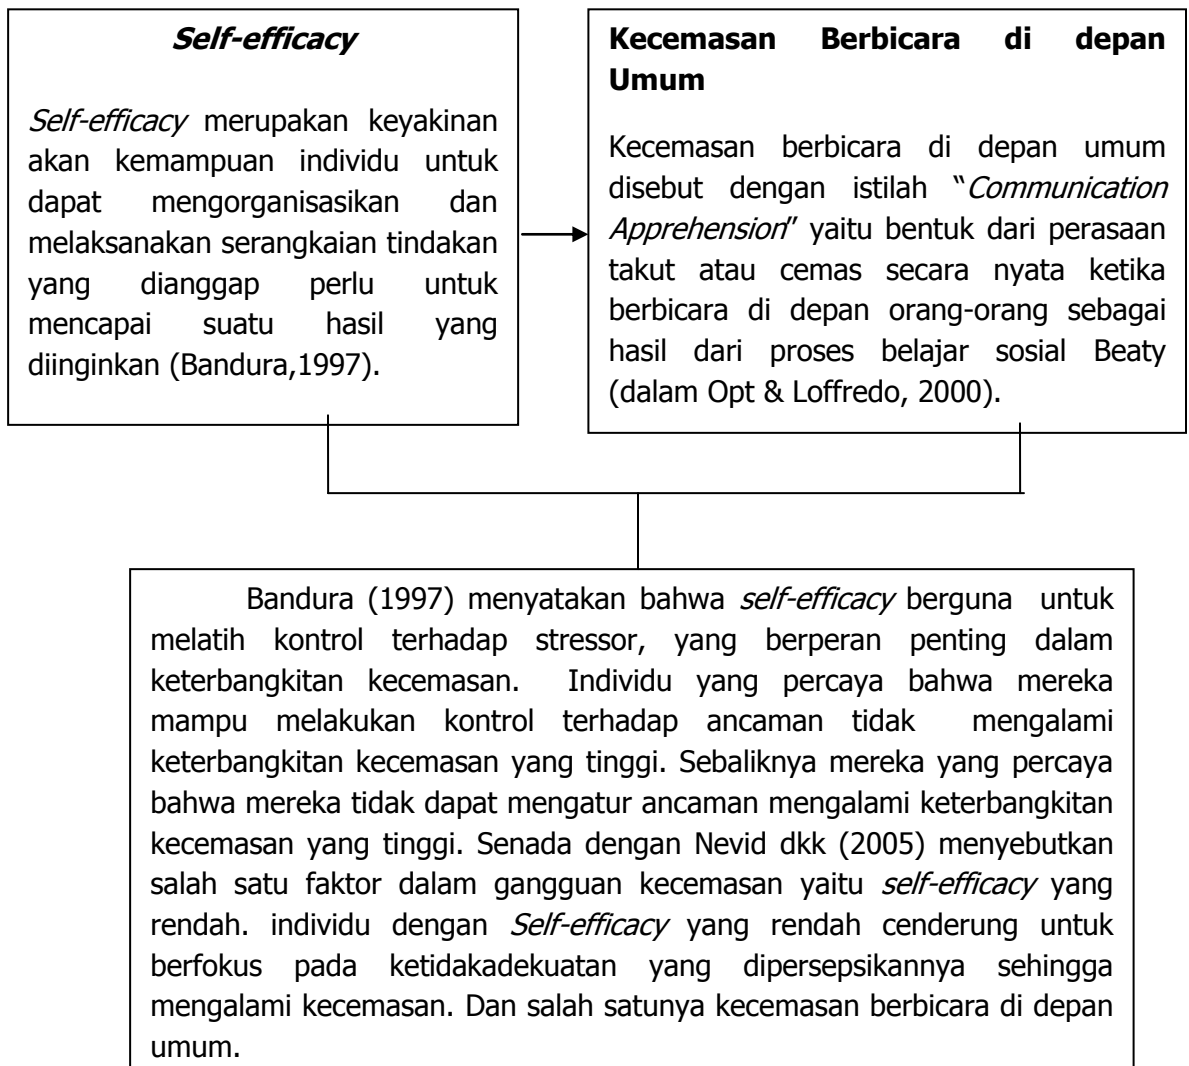 Self-efficacy
Self-efficacy merupakan keyakinan
akan kemampuan individu untuk
dapat mengorganisasikan dan
melaksanakan serangkaian tindakan
yang dianggap perlu untuk
mencapai suatu hasil yang
diinginkan (Bandura,1997).
Kecemasan Berbicara di depan
Umum
Kecemasan berbicara di depan umum
disebut dengan istilah “Communication
Apprehension” yaitu bentuk dari perasaan
takut atau cemas secara nyata ketika
berbicara di depan orang-orang sebagai
hasil dari proses belajar sosial Beaty
(dalam Opt & Loffredo, 2000).
Bandura (1997) menyatakan bahwa self-efficacy berguna untuk
melatih kontrol terhadap stressor, yang berperan penting dalam
keterbangkitan kecemasan. Individu yang percaya bahwa mereka
mampu melakukan kontrol terhadap ancaman tidak mengalami
keterbangkitan kecemasan yang tinggi. Sebaliknya mereka yang percaya
bahwa mereka tidak dapat mengatur ancaman mengalami keterbangkitan
kecemasan yang tinggi. Senada dengan Nevid dkk (2005) menyebutkan
salah satu faktor dalam gangguan kecemasan yaitu self-efficacy yang
rendah. individu dengan Self-efficacy yang rendah cenderung untuk
berfokus pada ketidakadekuatan yang dipersepsikannya sehingga
mengalami kecemasan. Dan salah satunya kecemasan berbicara di depan
umum.